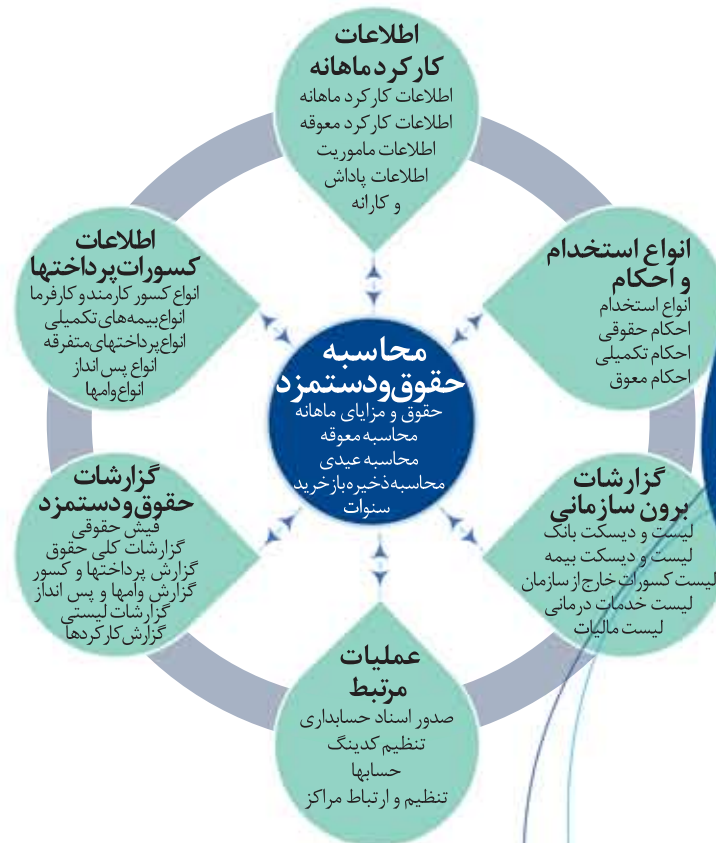 اطلاعات
کارکرد ماهانه
اطلاعات کارکرد ماهانه
اطلاعات کارکرد معوقه
اطلاعات ماموریت
اطلاعات پاداش
و کارانه
انواع استخدام
و احکام
انواع استخدام
احکام حقوقی
احکام تکمیلی
احکام معوق
اطلاعات
کسورات پرداختها
انواع کسور کارمند و کارفرما
انواع بیمه‌های تکمیلی
انواع پرداختهای متفرقه
انواع پس انداز
انواع وامها
محاسبه
حقوق و دستمزد
حقوق و مزایای ماهانه
محاسبه معوقه
محاسبه عیدی
محاسبه ذخیره بازخرید
سنوات
گزارشات
برون سازمانی
لیست و دیسکت بانک
لیست و دیسکت بیمه
لیست کسورات خارج از سازمان
لیست خدمات درمانی
لیست مالیات
گزارشات
حقوق و دستمزد
فیش حقوقی
گزارشات کلی حقوق
گزارش پرداختها و کسور
گزارش وامها و پس انداز
گزارشات لیستی
گزارش کارکردها
عملیات
مرتبط
صدور اسناد حسابداری
تنظیم کدینگ
حسابها
تنظیم و ارتباط مراکز